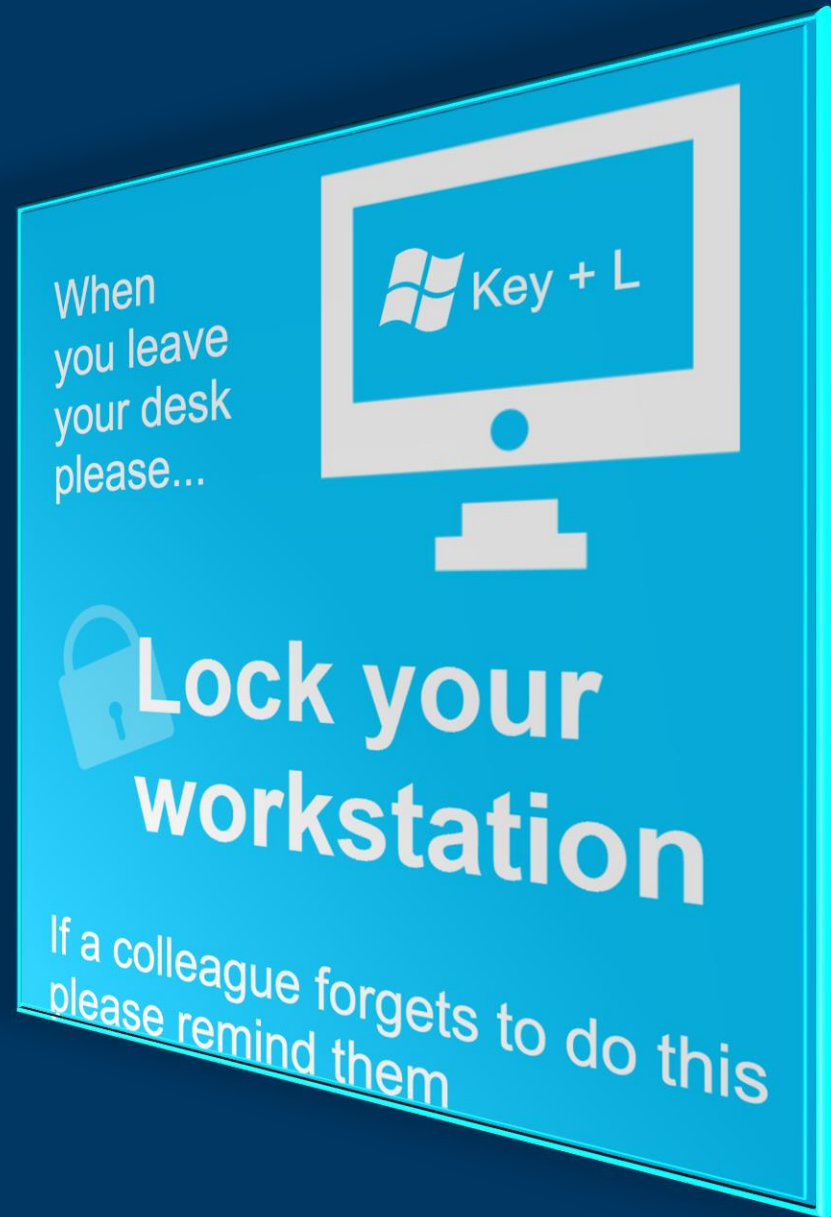 When
you leave
your desk
please...
Key + L
Lock your
workstation
If a colleague forgets to do this
please remind them